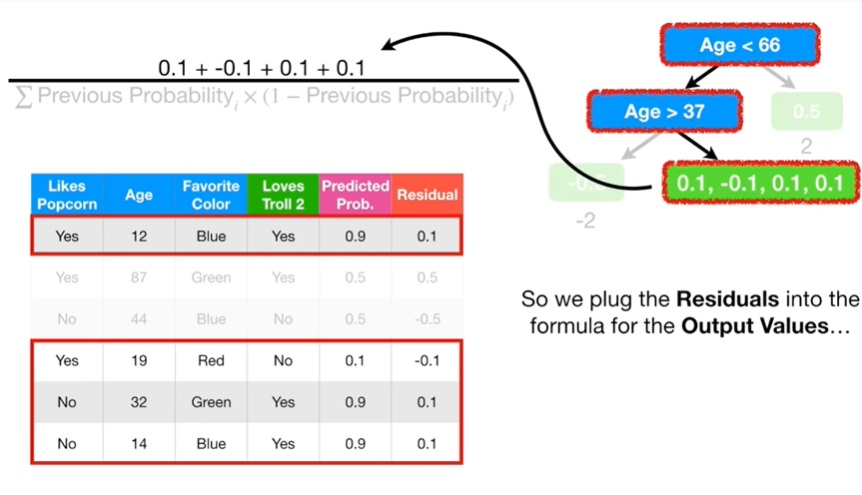 0.1 + -0.1 + 0.1 + 0.1
∑ Previous Probabilityᵢ × (1 − Previous Probabilityᵢ)
Age < 66
Age > 37
0.5
2
-0.5
-2
0.1, -0.1, 0.1, 0.1
Likes Popcorn Age Favorite Color Loves Troll 2 Predicted Prob. Residual
Yes 12 Blue Yes 0.9 0.1
Yes 87 Green Yes 0.5 0.5
No 44 Blue No 0.5 -0.5
Yes 19 Red No 0.1 -0.1
No 32 Green Yes 0.9 0.1
No 14 Blue Yes 0.9 0.1
So we plug the Residuals into the
formula for the Output Values…